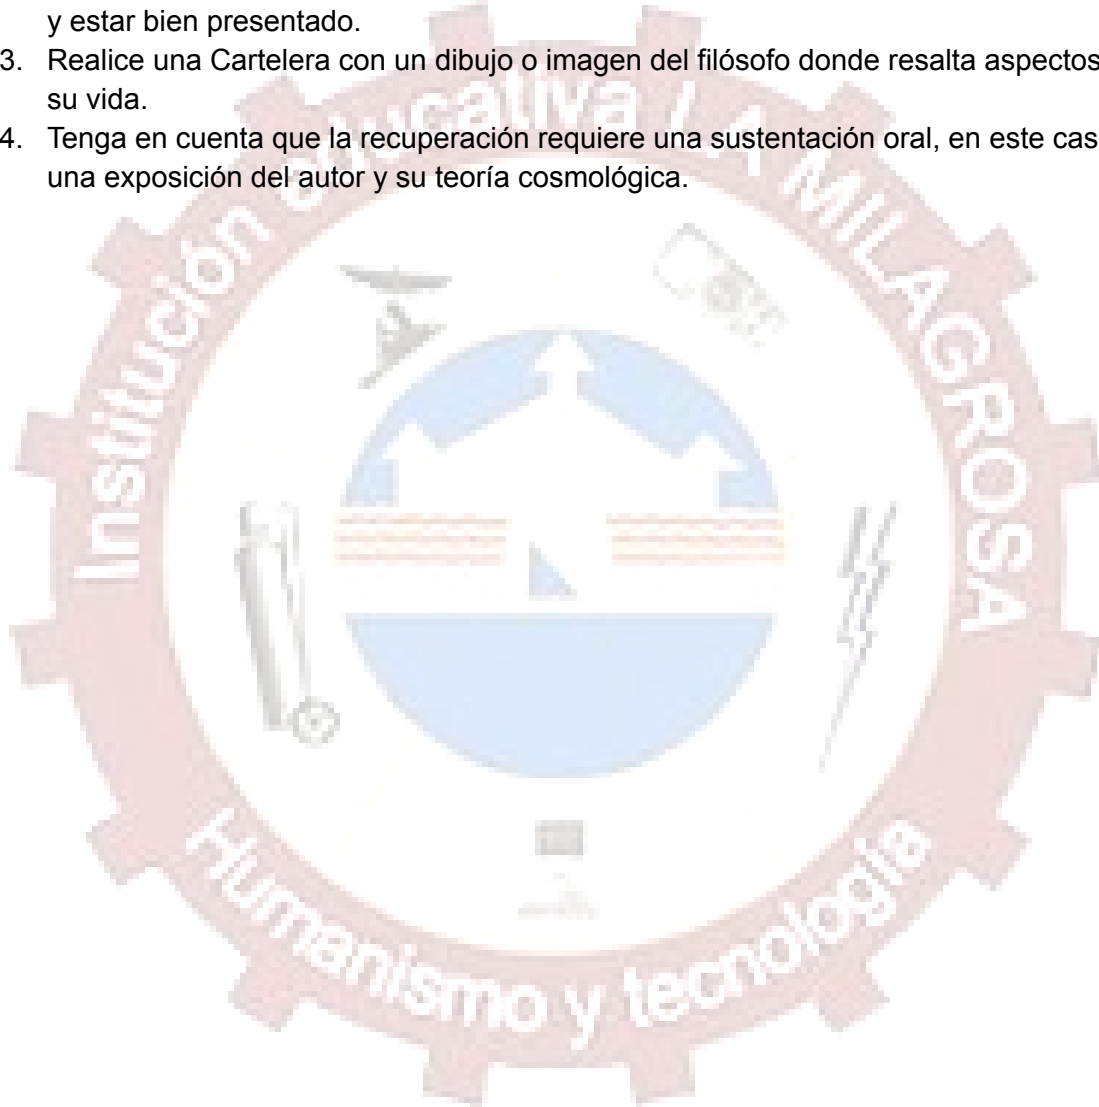 y estar bien presentado.
3. Realice una Cartelera con un dibujo o imagen del filósofo donde resalta aspectos
su vida.
4. Tenga en cuenta que la recuperación requiere una sustentación oral, en este cas
una exposición del autor y su teoría cosmológica.
Institución educativa LA MILAGROSA
Humanismo y tecnología